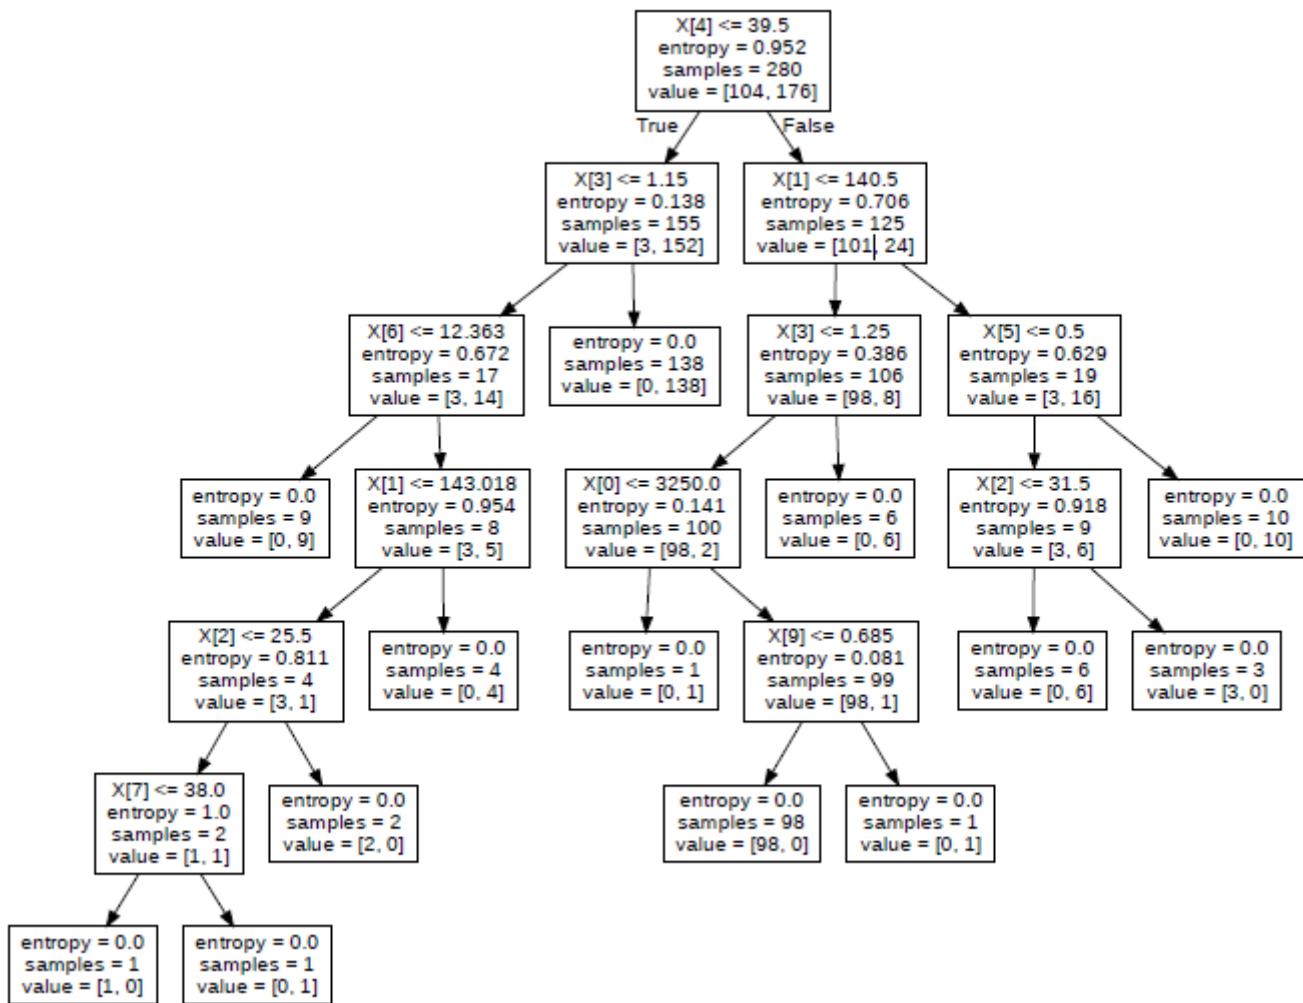 X[4] <= 39.5
entropy = 0.952
samples = 280
value = [104, 176]
True
False
X[3] <= 1.15
entropy = 0.138
samples = 155
value = [3, 152]
X[1] <= 140.5
entropy = 0.706
samples = 125
value = [101, 24]
X[6] <= 12.363
entropy = 0.672
samples = 17
value = [3, 14]
entropy = 0.0
samples = 138
value = [0, 138]
X[3] <= 1.25
entropy = 0.386
samples = 106
value = [98, 8]
X[5] <= 0.5
entropy = 0.629
samples = 19
value = [3, 16]
entropy = 0.0
samples = 9
value = [0, 9]
X[1] <= 143.018
entropy = 0.954
samples = 8
value = [3, 5]
X[0] <= 3250.0
entropy = 0.141
samples = 100
value = [98, 2]
entropy = 0.0
samples = 6
value = [0, 6]
X[2] <= 31.5
entropy = 0.918
samples = 9
value = [3, 6]
entropy = 0.0
samples = 10
value = [0, 10]
X[2] <= 25.5
entropy = 0.811
samples = 4
value = [3, 1]
entropy = 0.0
samples = 4
value = [0, 4]
entropy = 0.0
samples = 1
value = [0, 1]
X[9] <= 0.685
entropy = 0.081
samples = 99
value = [98, 1]
entropy = 0.0
samples = 6
value = [0, 6]
entropy = 0.0
samples = 3
value = [3, 0]
X[7] <= 38.0
entropy = 1.0
samples = 2
value = [1, 1]
entropy = 0.0
samples = 2
value = [2, 0]
entropy = 0.0
samples = 98
value = [98, 0]
entropy = 0.0
samples = 1
value = [0, 1]
entropy = 0.0
samples = 1
value = [1, 0]
entropy = 0.0
samples = 1
value = [0, 1]